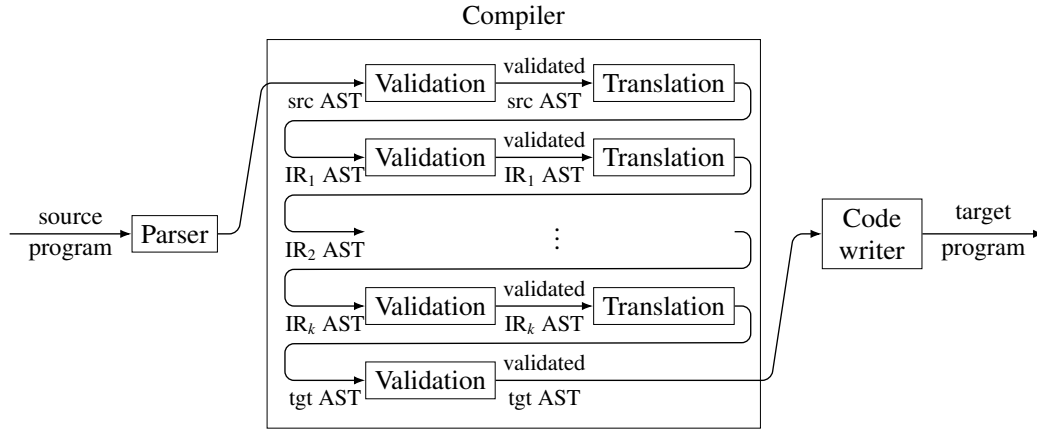 Compiler
Validation
validated
Translation
src AST
src AST
Validation
validated
Translation
IR₁ AST
IR₁ AST
source
program
Parser
IR₂ AST
⋮
Code
writer
target
program
Validation
validated
Translation
IRₖ AST
IRₖ AST
Validation
validated
tgt AST
tgt AST